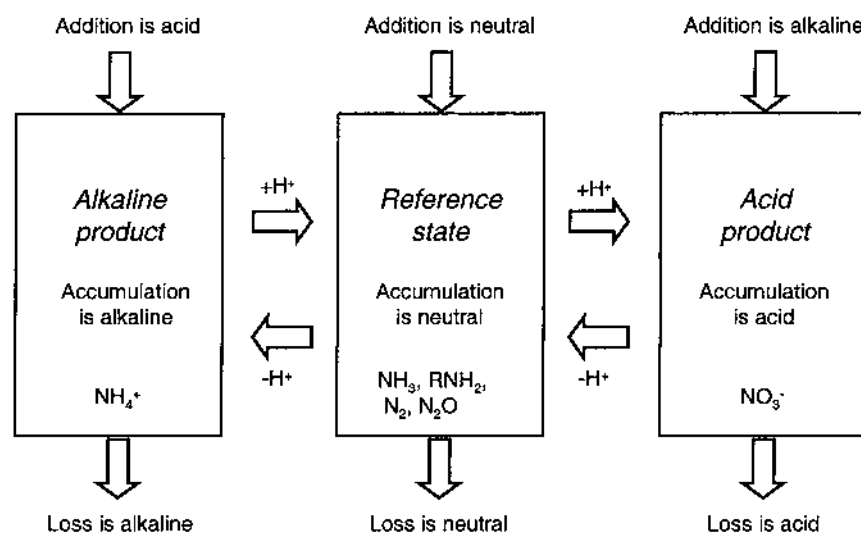 Addition is acid
Addition is neutral
Addition is alkaline
Alkaline
product
Accumulation
is alkaline
NH₄⁺
+H⁺
-H⁺
Reference
state
Accumulation
is neutral
NH₃, RNH₂,
N₂, N₂O
+H⁺
-H⁺
Acid
product
Accumulation
is acid
NO₃⁻
Loss is alkaline
Loss is neutral
Loss is acid